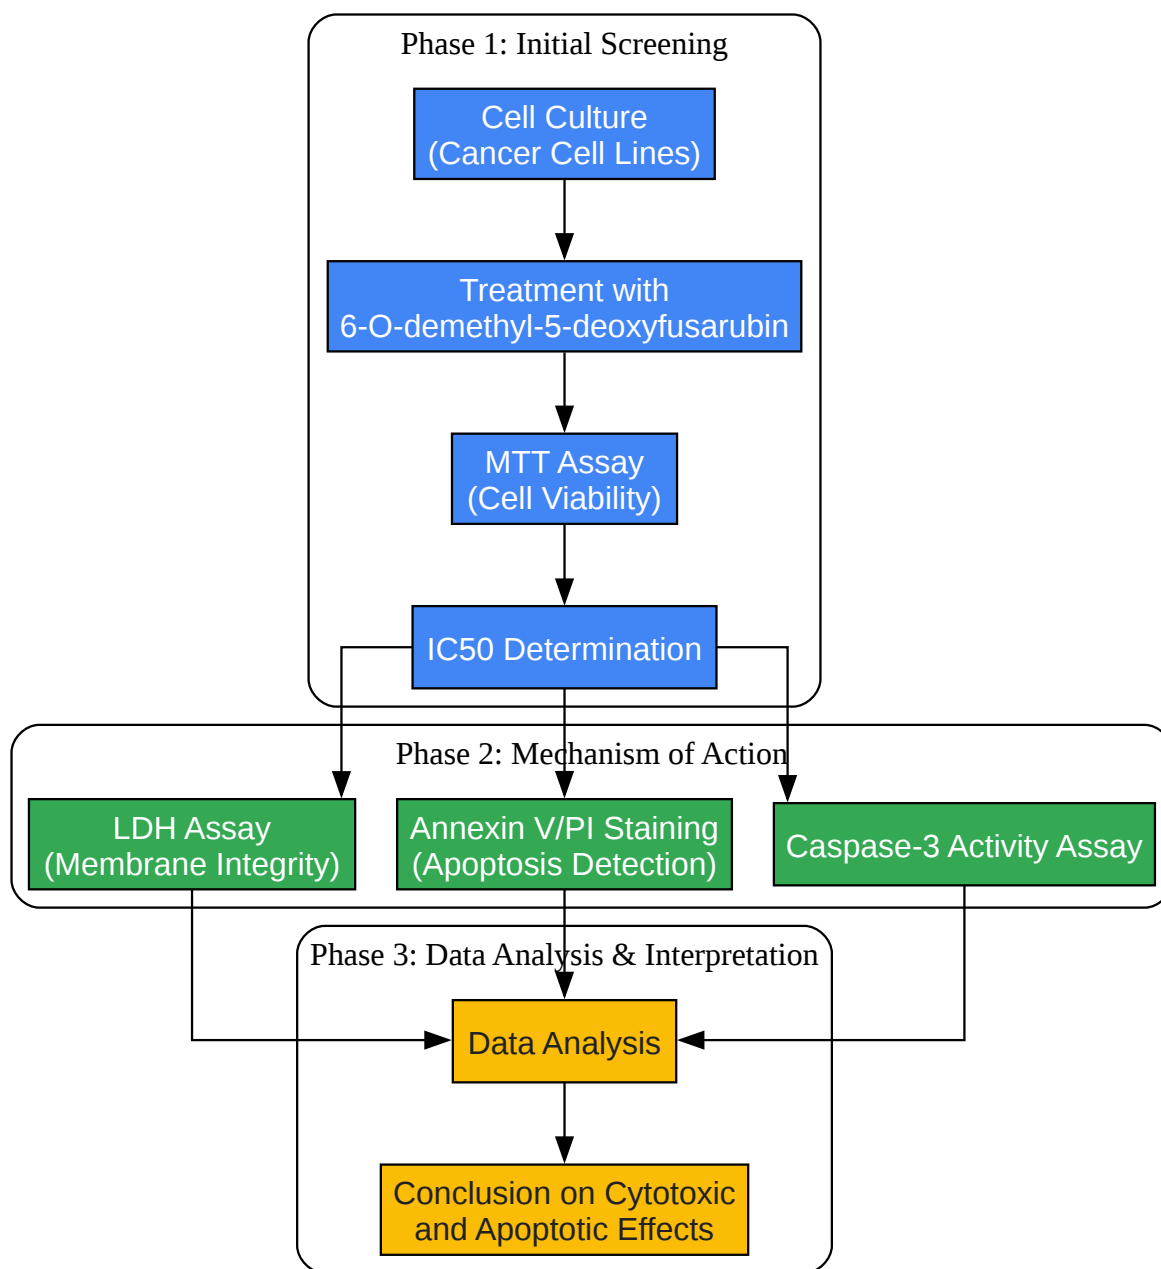 Phase 1: Initial Screening
Cell Culture
(Cancer Cell Lines)
Treatment with
6-O-demethyl-5-deoxyfusarubin
MTT Assay
(Cell Viability)
IC50 Determination
Phase 2: Mechanism of Action
LDH Assay
(Membrane Integrity)
Annexin V/PI Staining
(Apoptosis Detection)
Caspase-3 Activity Assay
Phase 3: Data Analysis & Interpretation
Data Analysis
Conclusion on Cytotoxic
and Apoptotic Effects